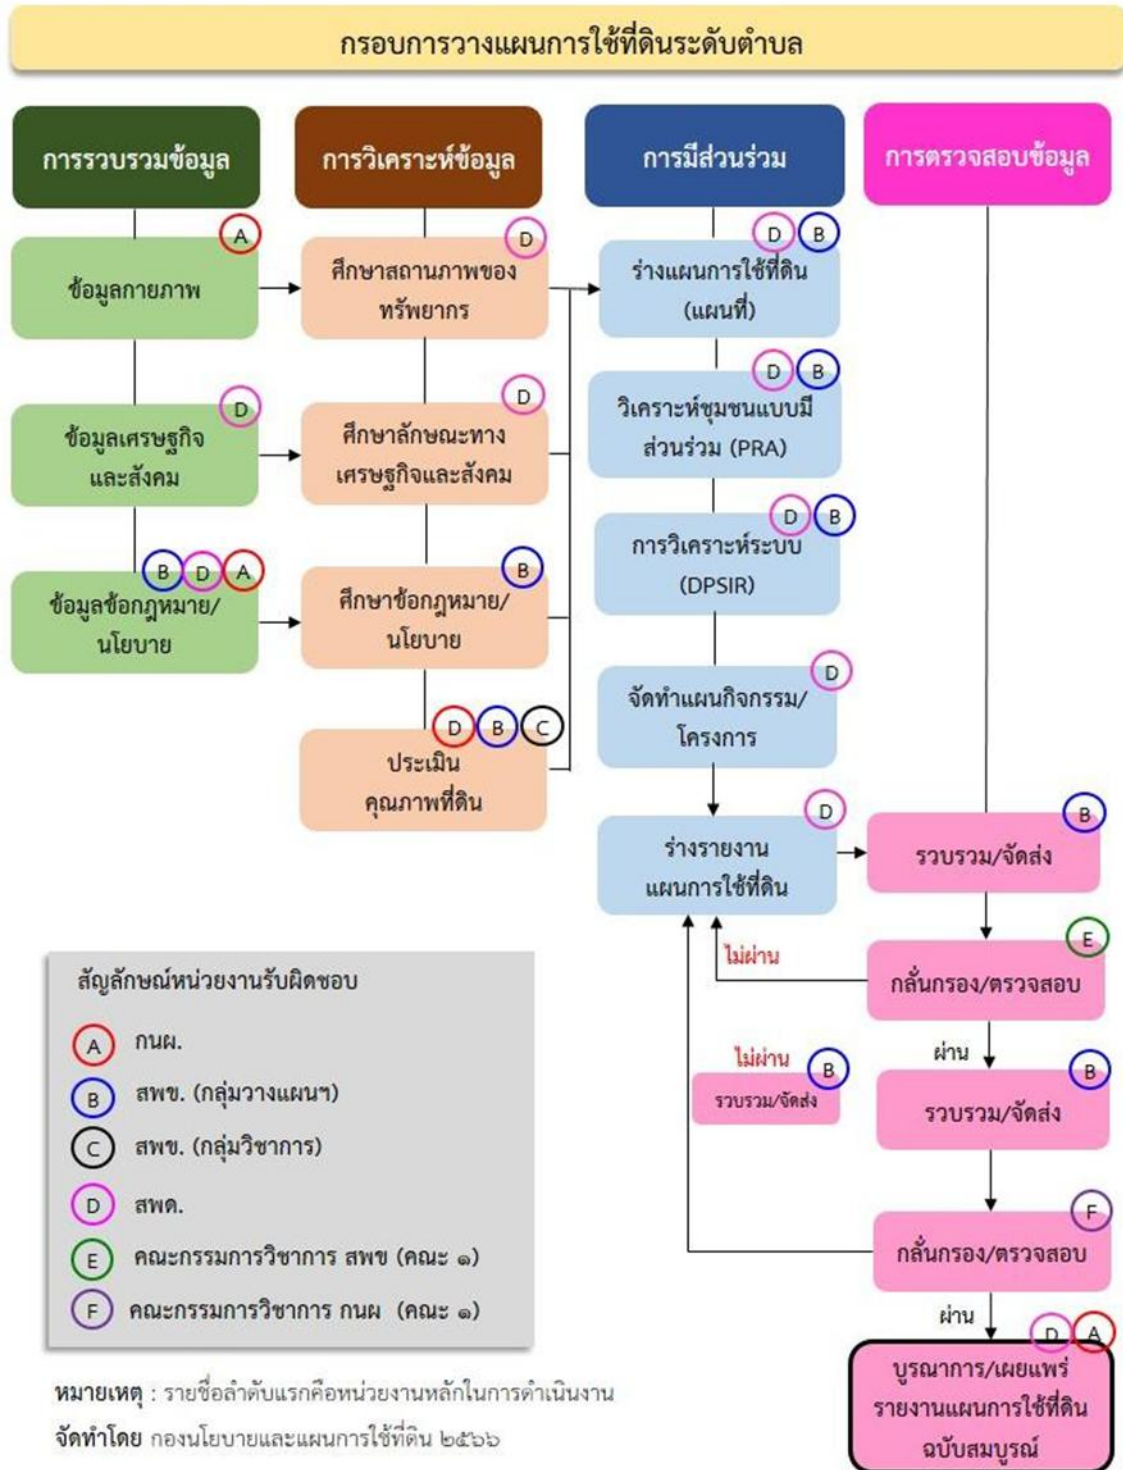 กรอบการวางแผนการใช้ที่ดินระดับตำบล
การรวบรวมข้อมูล
A
ข้อมูลกายภาพ
D
ข้อมูลเศรษฐกิจ
และสังคม
B D A
ข้อมูลข้อกฎหมาย/
นโยบาย
การวิเคราะห์ข้อมูล
D
ศึกษาสถานภาพของ
ทรัพยากร
D
ศึกษาลักษณะทาง
เศรษฐกิจและสังคม
B
ศึกษาข้อกฎหมาย/
นโยบาย
D B C
ประเมิน
คุณภาพที่ดิน
การมีส่วนร่วม
D B
ร่างแผนการใช้ที่ดิน
(แผนที่)
D B
วิเคราะห์ชุมชนแบบมี
ส่วนร่วม (PRA)
D B
การวิเคราะห์ระบบ
(DPSIR)
D
จัดทำแผนกิจกรรม/
โครงการ
D
ร่างรายงาน
แผนการใช้ที่ดิน
การตรวจสอบข้อมูล
B
รวบรวม/จัดส่ง
E
กลั่นกรอง/ตรวจสอบ
ไม่ผ่าน
ผ่าน
B
รวบรวม/จัดส่ง
ไม่ผ่าน
B
รวบรวม/จัดส่ง
F
กลั่นกรอง/ตรวจสอบ
ผ่าน
D A
บูรณาการ/เผยแพร่
รายงานแผนการใช้ที่ดิน
ฉบับสมบูรณ์
สัญลักษณ์หน่วยงานรับผิดชอบ
A กนผ.
B สพข. (กลุ่มวางแผนฯ)
C สพข. (กลุ่มวิชาการ)
D สพด.
E คณะกรรมการวิชาการ สพข (คณะ ๑)
F คณะกรรมการวิชาการ กนผ (คณะ ๑)
หมายเหตุ : รายชื่อลำดับแรกคือหน่วยงานหลักในการดำเนินงาน
จัดทำโดย กองนโยบายและแผนการใช้ที่ดิน ๒๕๖๖